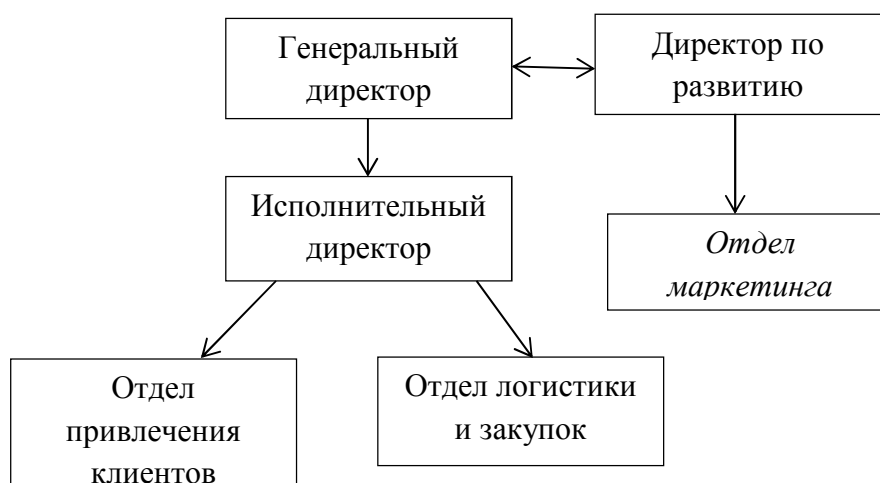 Генеральный
директор
Директор по
развитию
Исполнительный
директор
Отдел
маркетинга
Отдел
привлечения
клиентов
Отдел логистики
и закупок